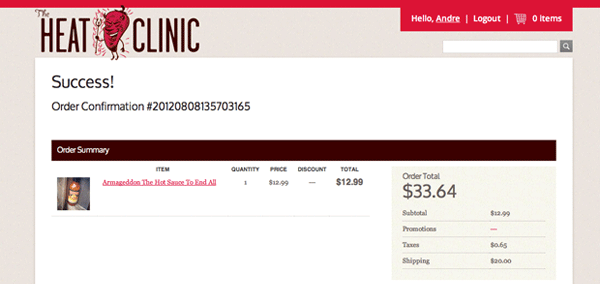 Hello, Andre | Logout | 0 items
The
HEAT CLINIC
Success!
Order Confirmation #20120808135703165
Order Summary
ITEM QUANTITY PRICE DISCOUNT TOTAL
Armageddon The Hot Sauce To End All 1 $12.99 — $12.99
Order Total
$33.64
Subtotal $12.99
Promotions —
Taxes $0.65
Shipping $20.00